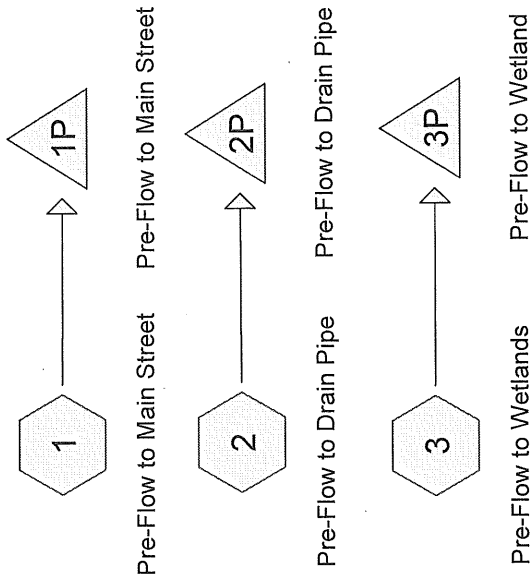 1
1P
Pre-Flow to Main Street
Pre-Flow to Main Street
2
2P
Pre-Flow to Drain Pipe
Pre-Flow to Drain Pipe
3
3P
Pre-Flow to Wetlands
Pre-Flow to Wetland